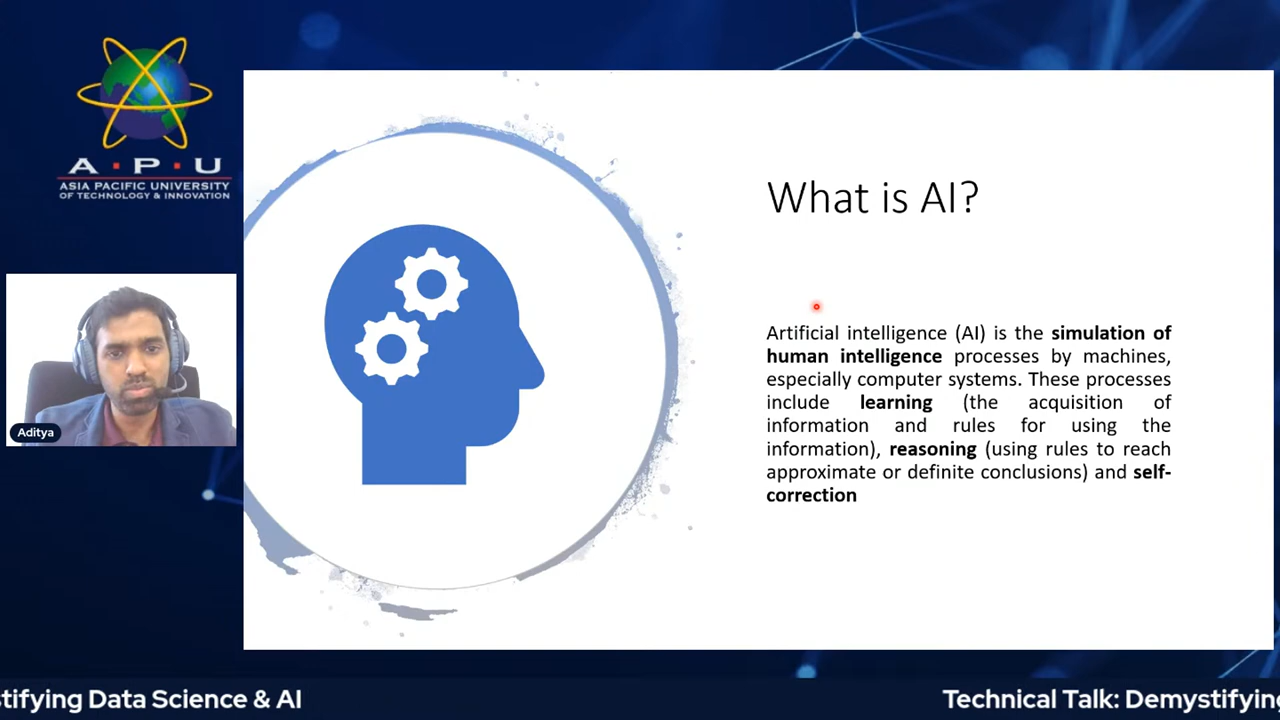 A · P · U
ASIA PACIFIC UNIVERSITY
OF TECHNOLOGY & INNOVATION
Aditya
What is AI?
Artificial intelligence (AI) is the simulation of
human intelligence processes by machines,
especially computer systems. These processes
include learning (the acquisition of
information and rules for using the
information), reasoning (using rules to reach
approximate or definite conclusions) and self-
correction
stifying Data Science & AI
Technical Talk: Demystifying